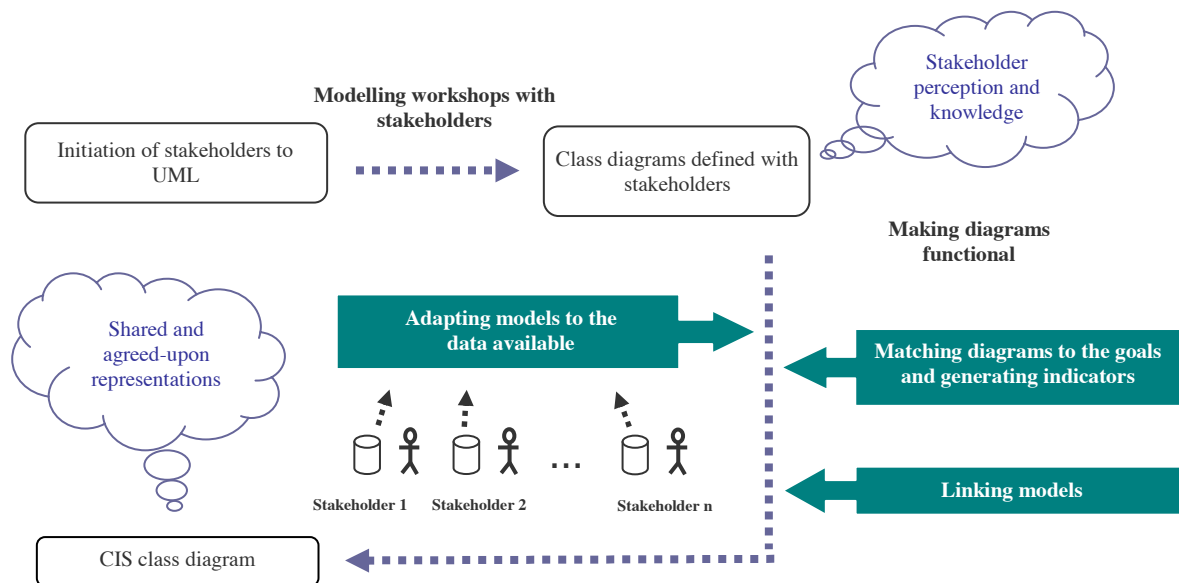 Modelling workshops with
stakeholders
Stakeholder
perception and
knowledge
Initiation of stakeholders to
UML
Class diagrams defined with
stakeholders
Making diagrams
functional
Shared and
agreed-upon
representations
Adapting models to the
data available
Matching diagrams to the goals
and generating indicators
...
Stakeholder 1
Stakeholder 2
Stakeholder n
Linking models
CIS class diagram